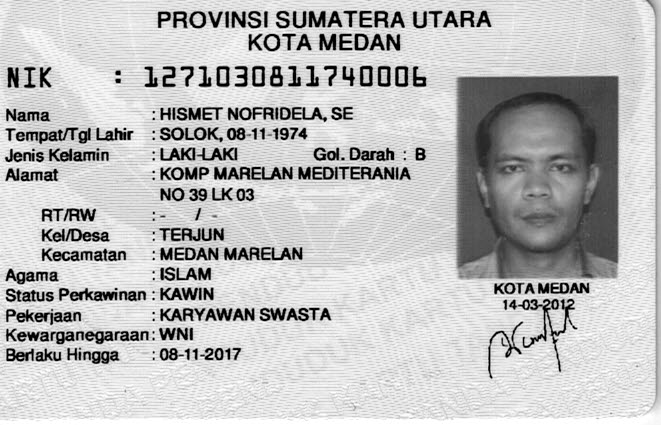 PROVINSI SUMATERA UTARA
KOTA MEDAN
NIK : 1271030811740006
Nama : HISMET NOFRIDELA, SE
Tempat/Tgl Lahir : SOLOK, 08-11-1974
Jenis Kelamin : LAKI-LAKI Gol. Darah : B
Alamat : KOMP MARELAN MEDITERANIA
NO 39 LK 03
RT/RW : - / -
Kel/Desa : TERJUN
Kecamatan : MEDAN MARELAN
Agama : ISLAM
Status Perkawinan : KAWIN
Pekerjaan : KARYAWAN SWASTA
Kewarganegaraan : WNI
Berlaku Hingga : 08-11-2017
KOTA MEDAN
14-03-2012